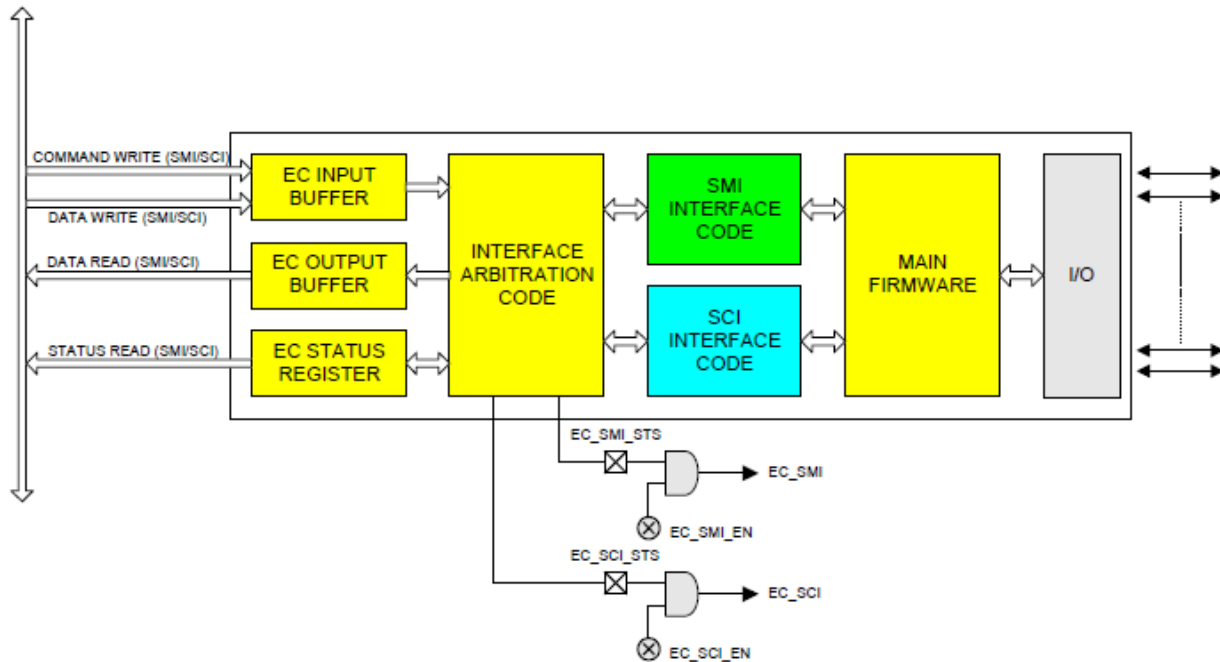 COMMAND WRITE (SMI/SCI)
DATA WRITE (SMI/SCI)
DATA READ (SMI/SCI)
STATUS READ (SMI/SCI)
EC INPUT
BUFFER
EC OUTPUT
BUFFER
EC STATUS
REGISTER
INTERFACE
ARBITRATION
CODE
SMI
INTERFACE
CODE
SCI
INTERFACE
CODE
MAIN
FIRMWARE
I/O
EC_SMI_STS
EC_SMI
EC_SMI_EN
EC_SCI_STS
EC_SCI
EC_SCI_EN